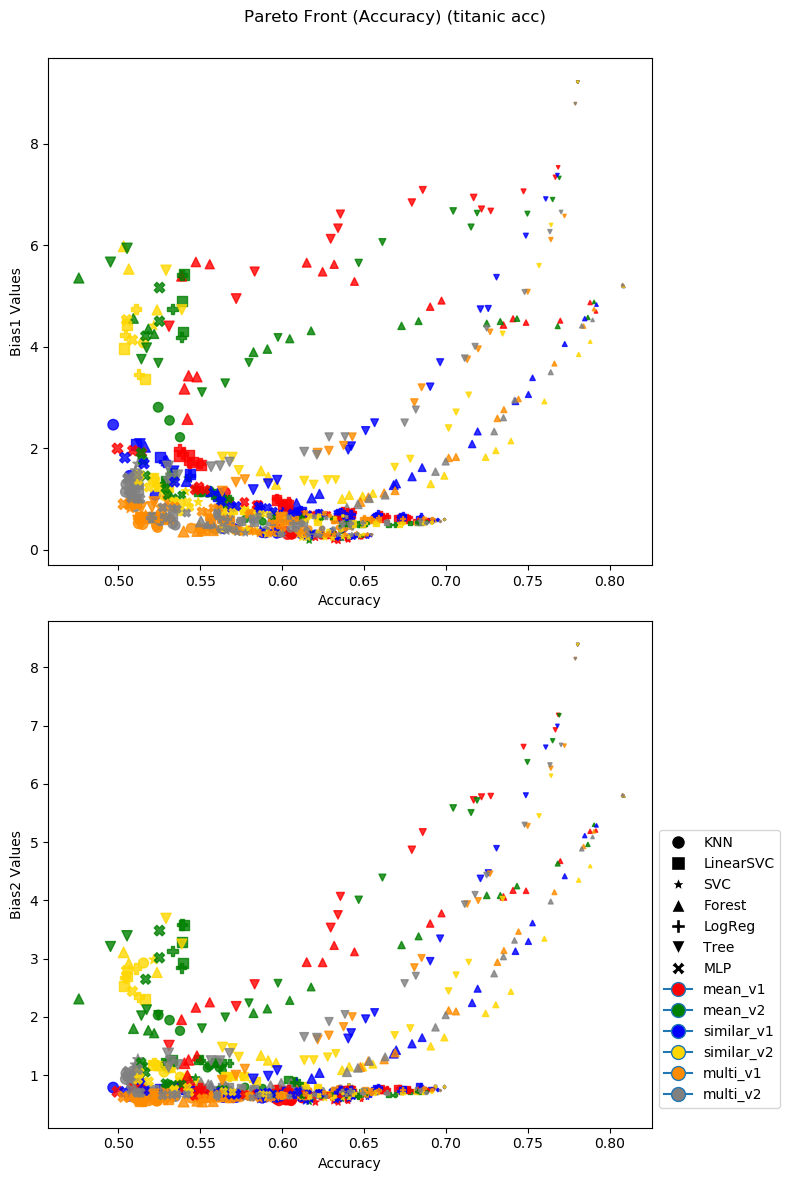 Pareto Front (Accuracy) (titanic acc)
Bias1 Values
8
6
4
2
0
0.50 0.55 0.60 0.65 0.70 0.75 0.80
Accuracy
Bias2 Values
8
7
6
5
4
3
2
1
0.50 0.55 0.60 0.65 0.70 0.75 0.80
Accuracy
KNN
LinearSVC
SVC
Forest
LogReg
Tree
MLP
mean_v1
mean_v2
similar_v1
similar_v2
multi_v1
multi_v2